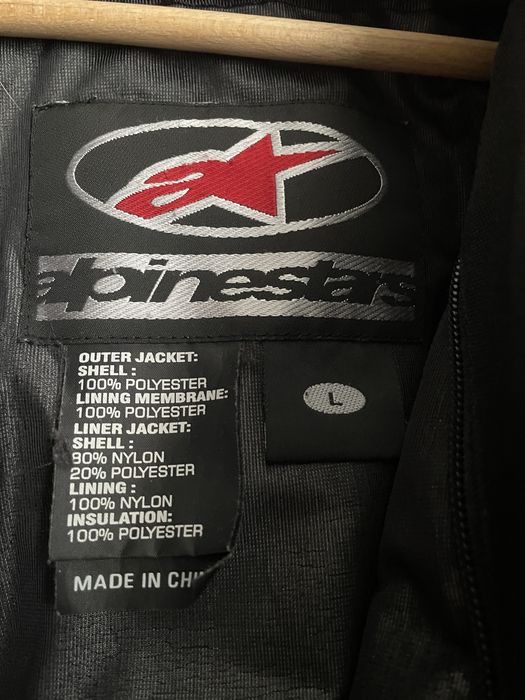 alpinestars
OUTER JACKET:
SHELL :
100% POLYESTER
LINING MEMBRANE:
100% POLYESTER
LINER JACKET:
SHELL :
80% NYLON
20% POLYESTER
LINING :
100% NYLON
INSULATION:
100% POLYESTER
MADE IN CHI
L